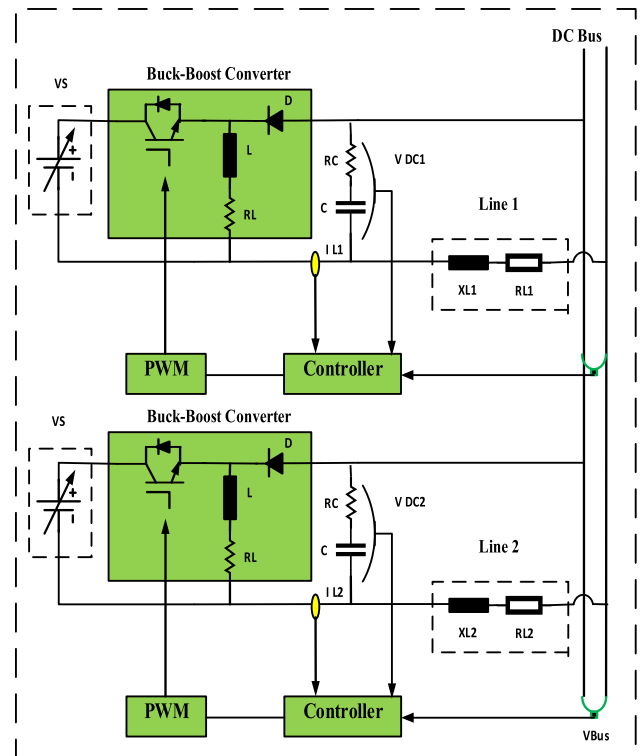 DC Bus
Buck-Boost Converter
VS
D
+
L
RC
V DC1
C
Line 1
RL
I L1
XL1
RL1
PWM
Controller
Buck-Boost Converter
VS
D
+
L
RC
V DC2
C
Line 2
RL
I L2
XL2
RL2
PWM
Controller
VBus